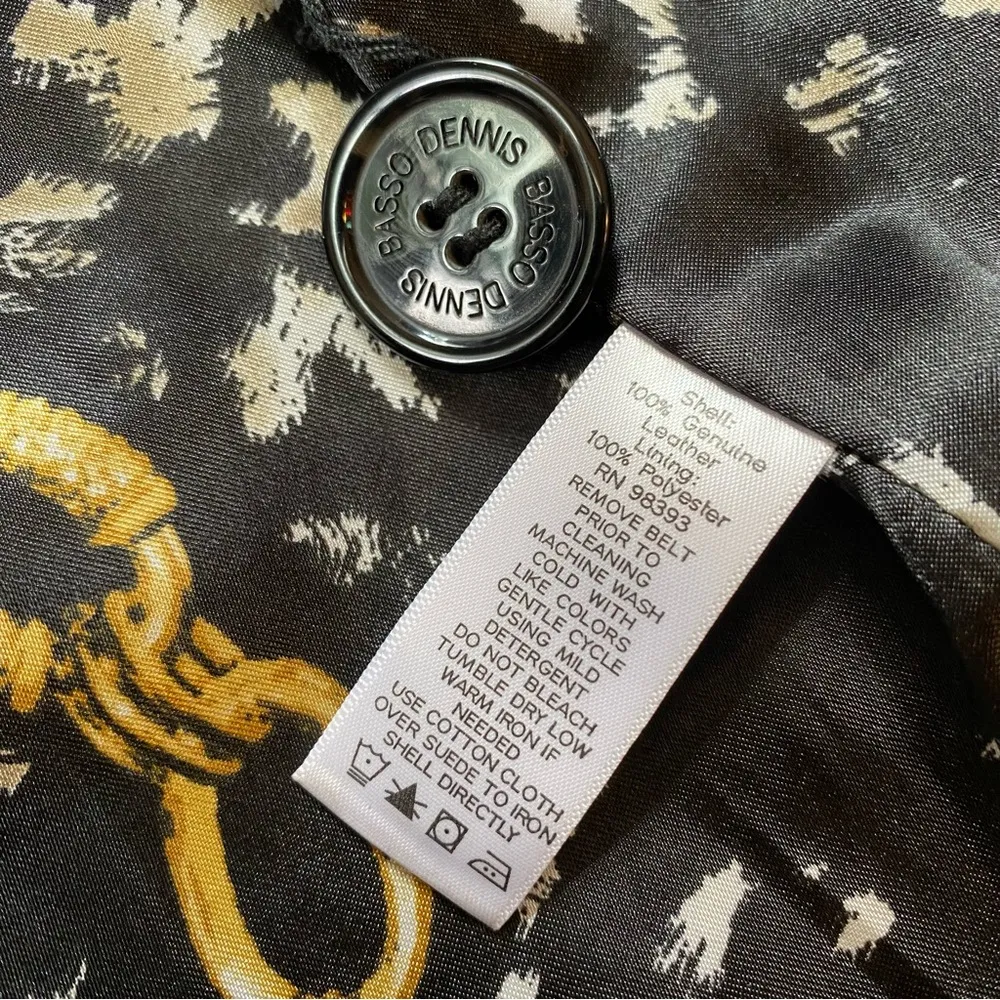 DENNIS BASSO DENNIS BASSO
Shell:
100% Genuine
Leather
Lining:
100% Polyester
RN 98393
REMOVE BELT
PRIOR TO
CLEANING
MACHINE WASH
COLD WITH
LIKE COLORS
GENTLE CYCLE
USING MILD
DETERGENT
DO NOT BLEACH
TUMBLE DRY LOW
WARM IRON IF
NEEDED
USE COTTON CLOTH
OVER SUEDE TO IRON
SHELL DIRECTLY